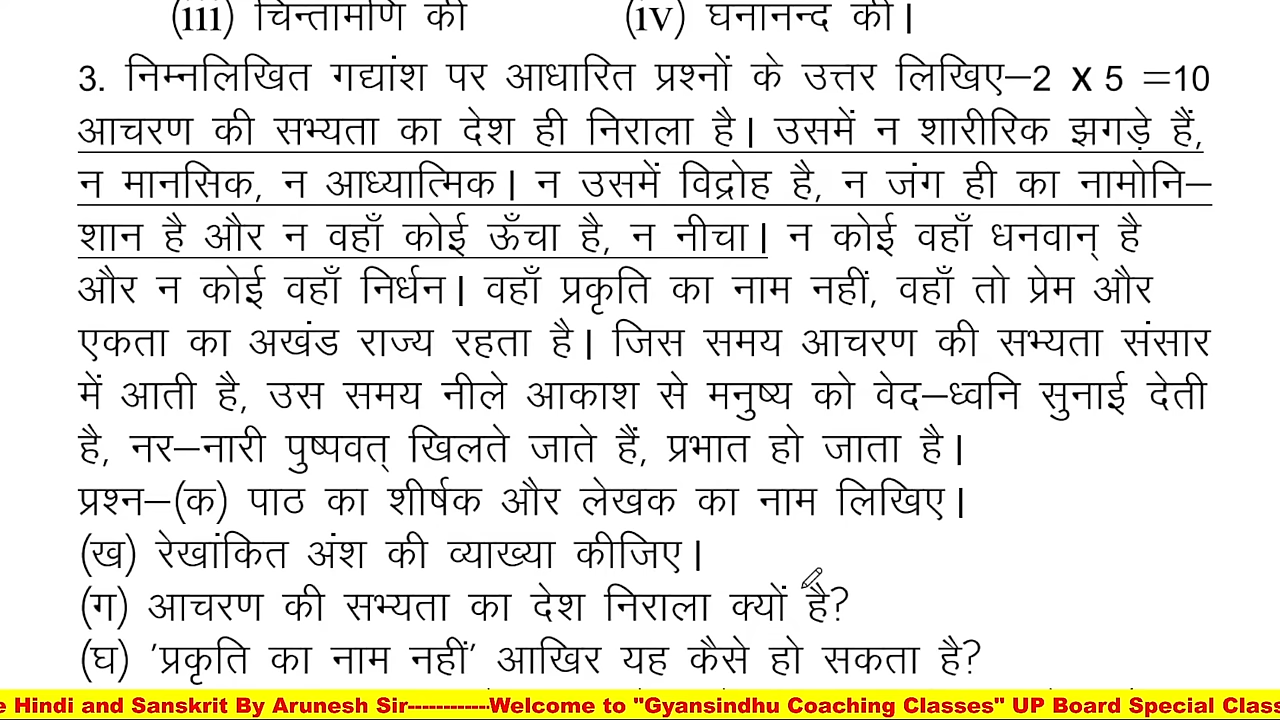 (iii) चिन्तामणि की (iv) घनानन्द की।
3. निम्नलिखित गद्यांश पर आधारित प्रश्नों के उत्तर लिखिए–2 x 5 =10
आचरण की सभ्यता का देश ही निराला है। उसमें न शारीरिक झगड़े हैं,
न मानसिक, न आध्यात्मिक। न उसमें विद्रोह है, न जंग ही का नामोनि–
शान है और न वहाँ कोई ऊँचा है, न नीचा। न कोई वहाँ धनवान् है
और न कोई वहाँ निर्धन। वहाँ प्रकृति का नाम नहीं, वहाँ तो प्रेम और
एकता का अखंड राज्य रहता है। जिस समय आचरण की सभ्यता संसार
में आती है, उस समय नीले आकाश से मनुष्य को वेद–ध्वनि सुनाई देती
है, नर–नारी पुष्पवत् खिलते जाते हैं, प्रभात हो जाता है।
प्रश्न–(क) पाठ का शीर्षक और लेखक का नाम लिखिए।
(ख) रेखांकित अंश की व्याख्या कीजिए।
(ग) आचरण की सभ्यता का देश निराला क्यों है?
(घ) 'प्रकृति का नाम नहीं' आखिर यह कैसे हो सकता है?
e Hindi and Sanskrit By Arunesh Sir------------Welcome to "Gyansindhu Coaching Classes" UP Board Special Class